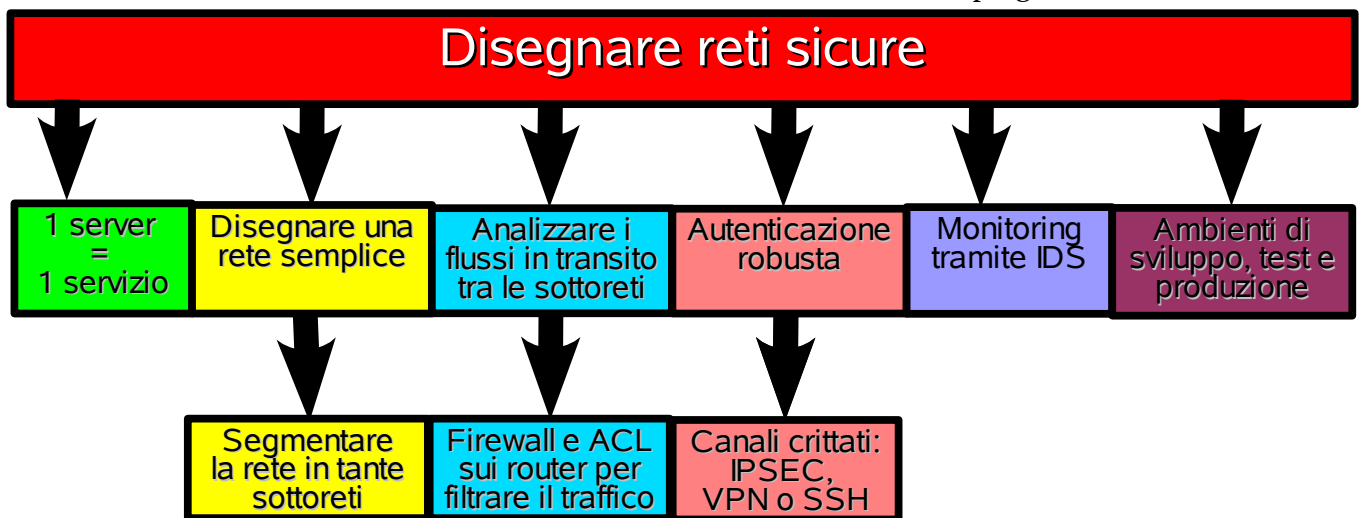 Disegnare reti sicure
1 server
=
1 servizio
Disegnare una
rete semplice
Analizzare i
flussi in transito
tra le sottoreti
Autenticazione
robusta
Monitoring
tramite IDS
Ambienti di
sviluppo, test e
produzione
Segmentare
la rete in tante
sottoreti
Firewall e ACL
sui router per
filtrare il traffico
Canali crittati:
IPSEC,
VPN o SSH